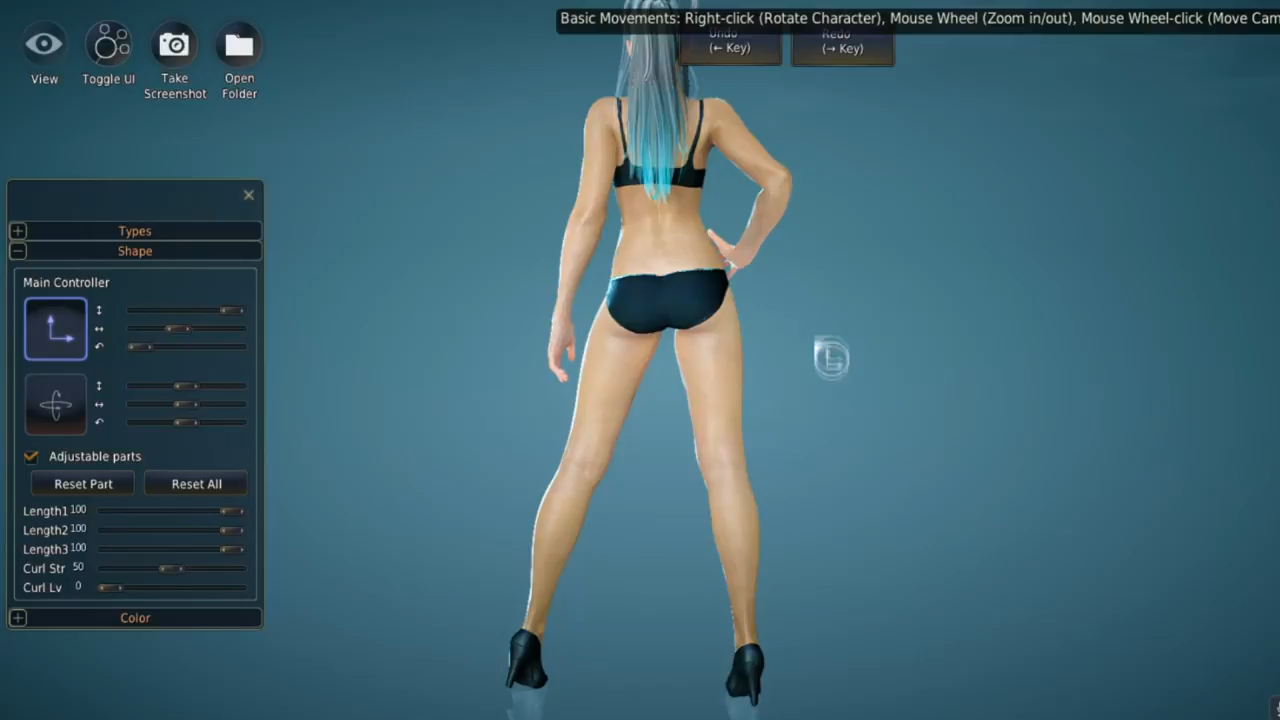 Basic Movements: Right-click (Rotate Character), Mouse Wheel (Zoom in/out), Mouse Wheel-click (Move Cam
Undo
(← Key)
Redo
(→ Key)
View
Toggle UI
Take
Screenshot
Open
Folder
Types
Shape
Main Controller
Adjustable parts
Reset Part
Reset All
Length1 100
Length2 100
Length3 100
Curl Str 50
Curl Lv 0
Color